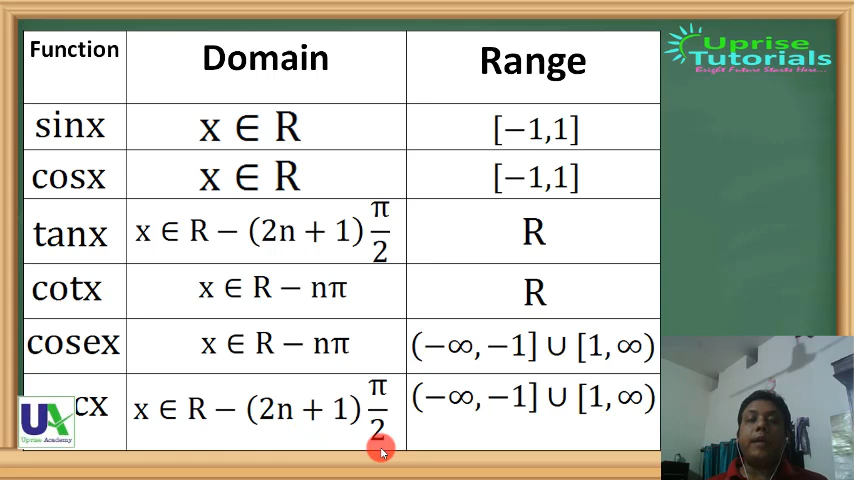 Function Domain Range
sinx x ∈ R [−1,1]
cosx x ∈ R [−1,1]
tanx x ∈ R − (2n + 1) π/2 R
cotx x ∈ R − nπ R
cosex x ∈ R − nπ (−∞, −1] ∪ [1, ∞)
cx x ∈ R − (2n + 1) π/2 (−∞, −1] ∪ [1, ∞)
Uprise
Tutorials
Bright Future Starts Here...
UA
Uprise Academy